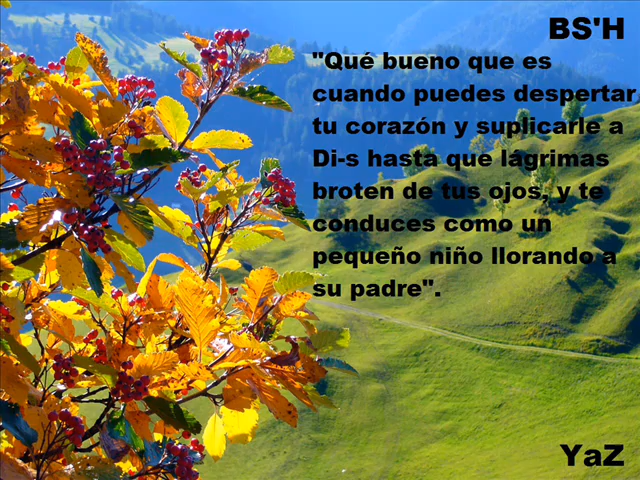 BS'H
"Qué bueno que es
cuando puedes despertar
tu corazón y suplicarle a
Di-s hasta que lágrimas
broten de tus ojos, y te
conduces como un
pequeño niño llorando a
su padre".
YaZ